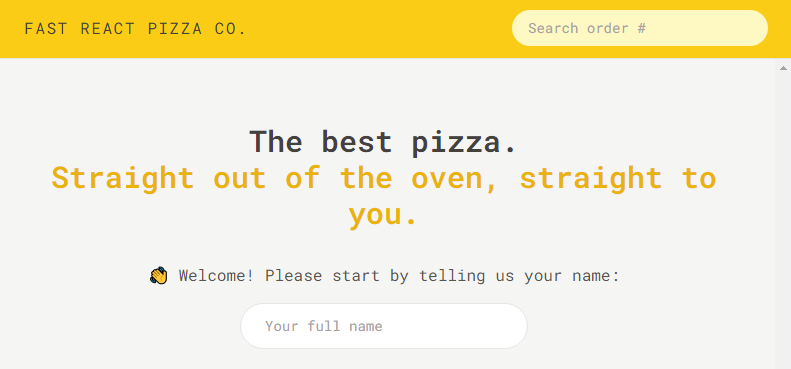 FAST REACT PIZZA CO.
Search order #
The best pizza.
Straight out of the oven, straight to
you.
👋 Welcome! Please start by telling us your name:
Your full name